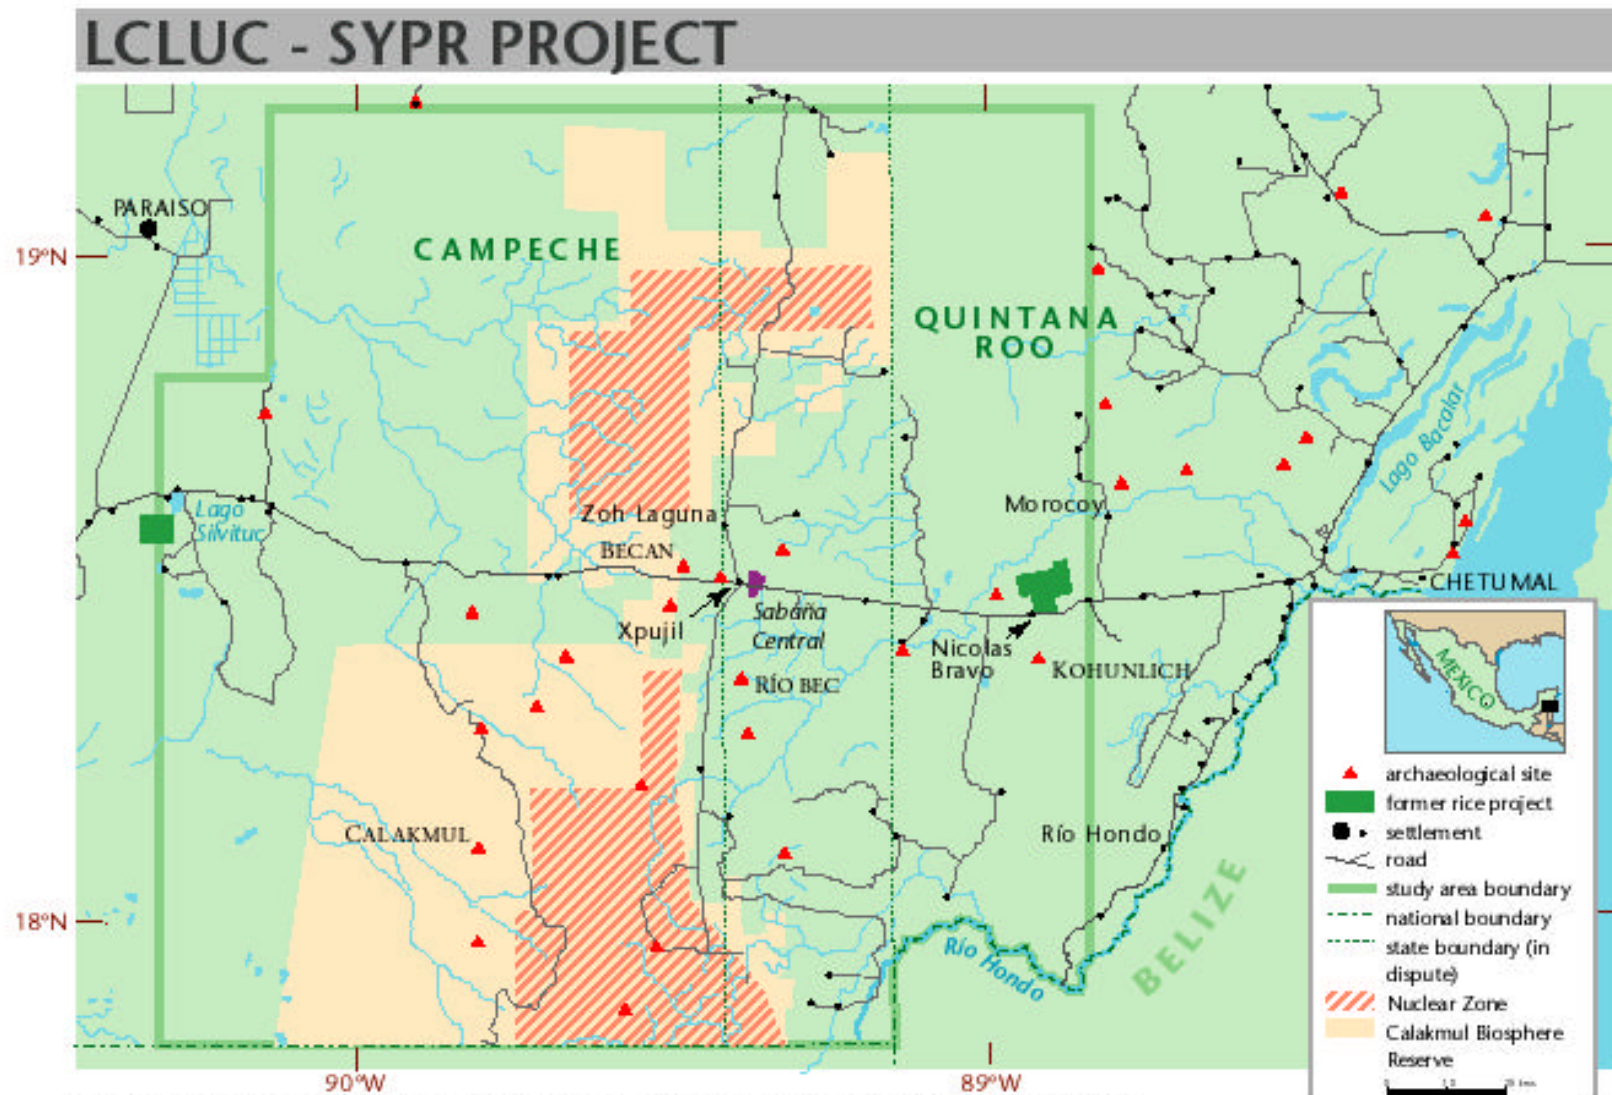 LCLUC - SYPR PROJECT
PARAISO
19°N
CAMPECHE
QUINTANA
ROO
Lago Bacalar
Lago
Silvituc
Zoh Laguna
Morocoy
BECAN
CHETUMAL
Xpujil
Sabana
Central
Nicolas
Bravo
KOHUNLICH
RÍO BEC
MEXICO
CALAKMUL
Río Hondo
BELIZE
18°N
Río Hondo
90°W
89°W
archaeological site
former rice project
settlement
road
study area boundary
national boundary
state boundary (in
dispute)
Nuclear Zone
Calakmul Biosphere
Reserve